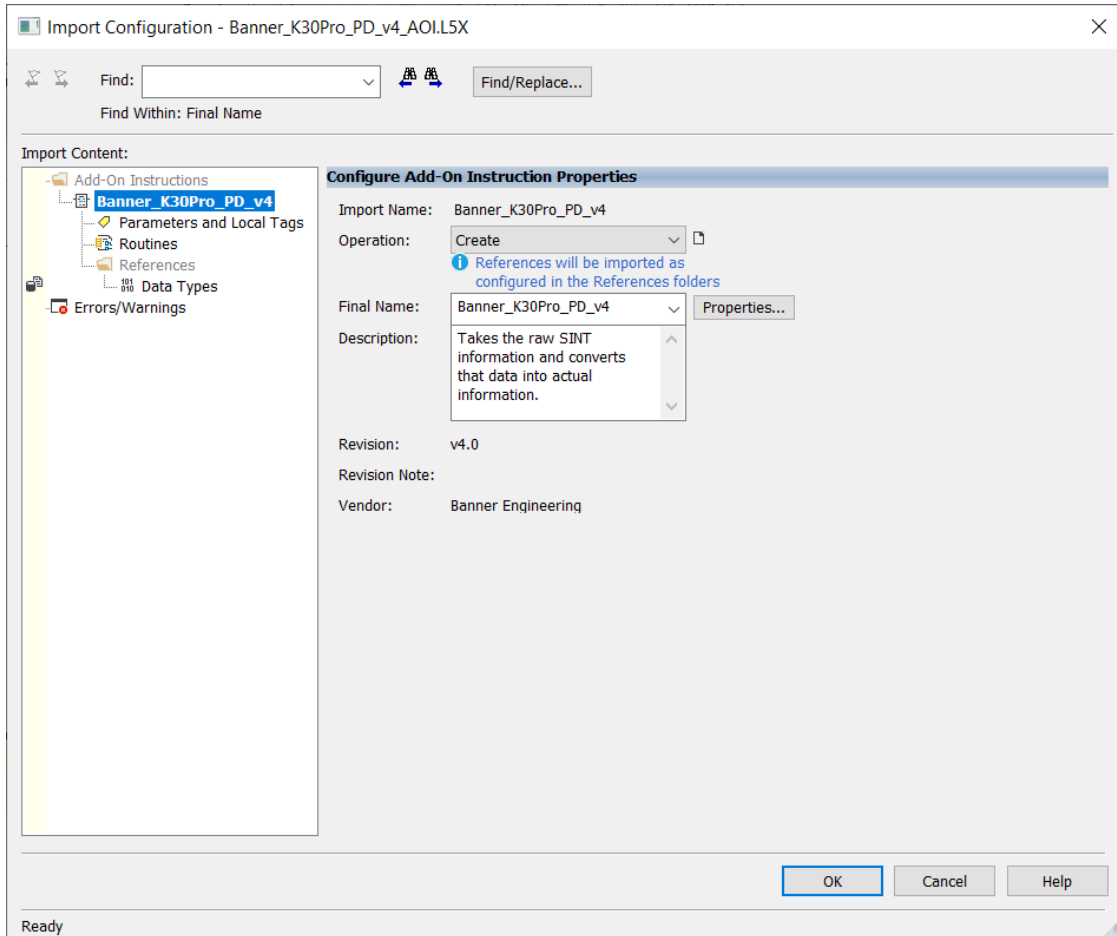 Import Configuration - Banner_K30Pro_PD_v4_AOI.L5X
Find:
Find/Replace...
Find Within: Final Name
Import Content:
Add-On Instructions
Banner_K30Pro_PD_v4
Parameters and Local Tags
Routines
References
Data Types
Errors/Warnings
Configure Add-On Instruction Properties
Import Name: Banner_K30Pro_PD_v4
Operation: Create
References will be imported as
configured in the References folders
Final Name: Banner_K30Pro_PD_v4 Properties...
Description: Takes the raw SINT
information and converts
that data into actual
information.
Revision: v4.0
Revision Note:
Vendor: Banner Engineering
OK Cancel Help
Ready